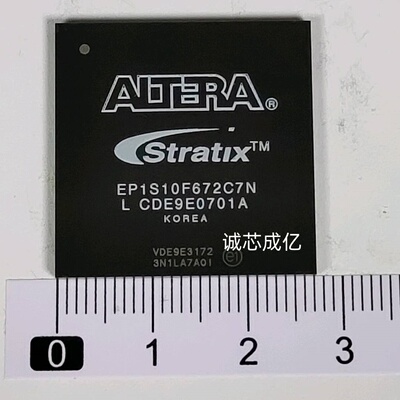 ALTERA®
Stratix™
EP1S10F672C7N
L CDE9E0701A
KOREA
诚芯成亿
VDE9E3172
3N1LA7A01 e1
0 1 2 3